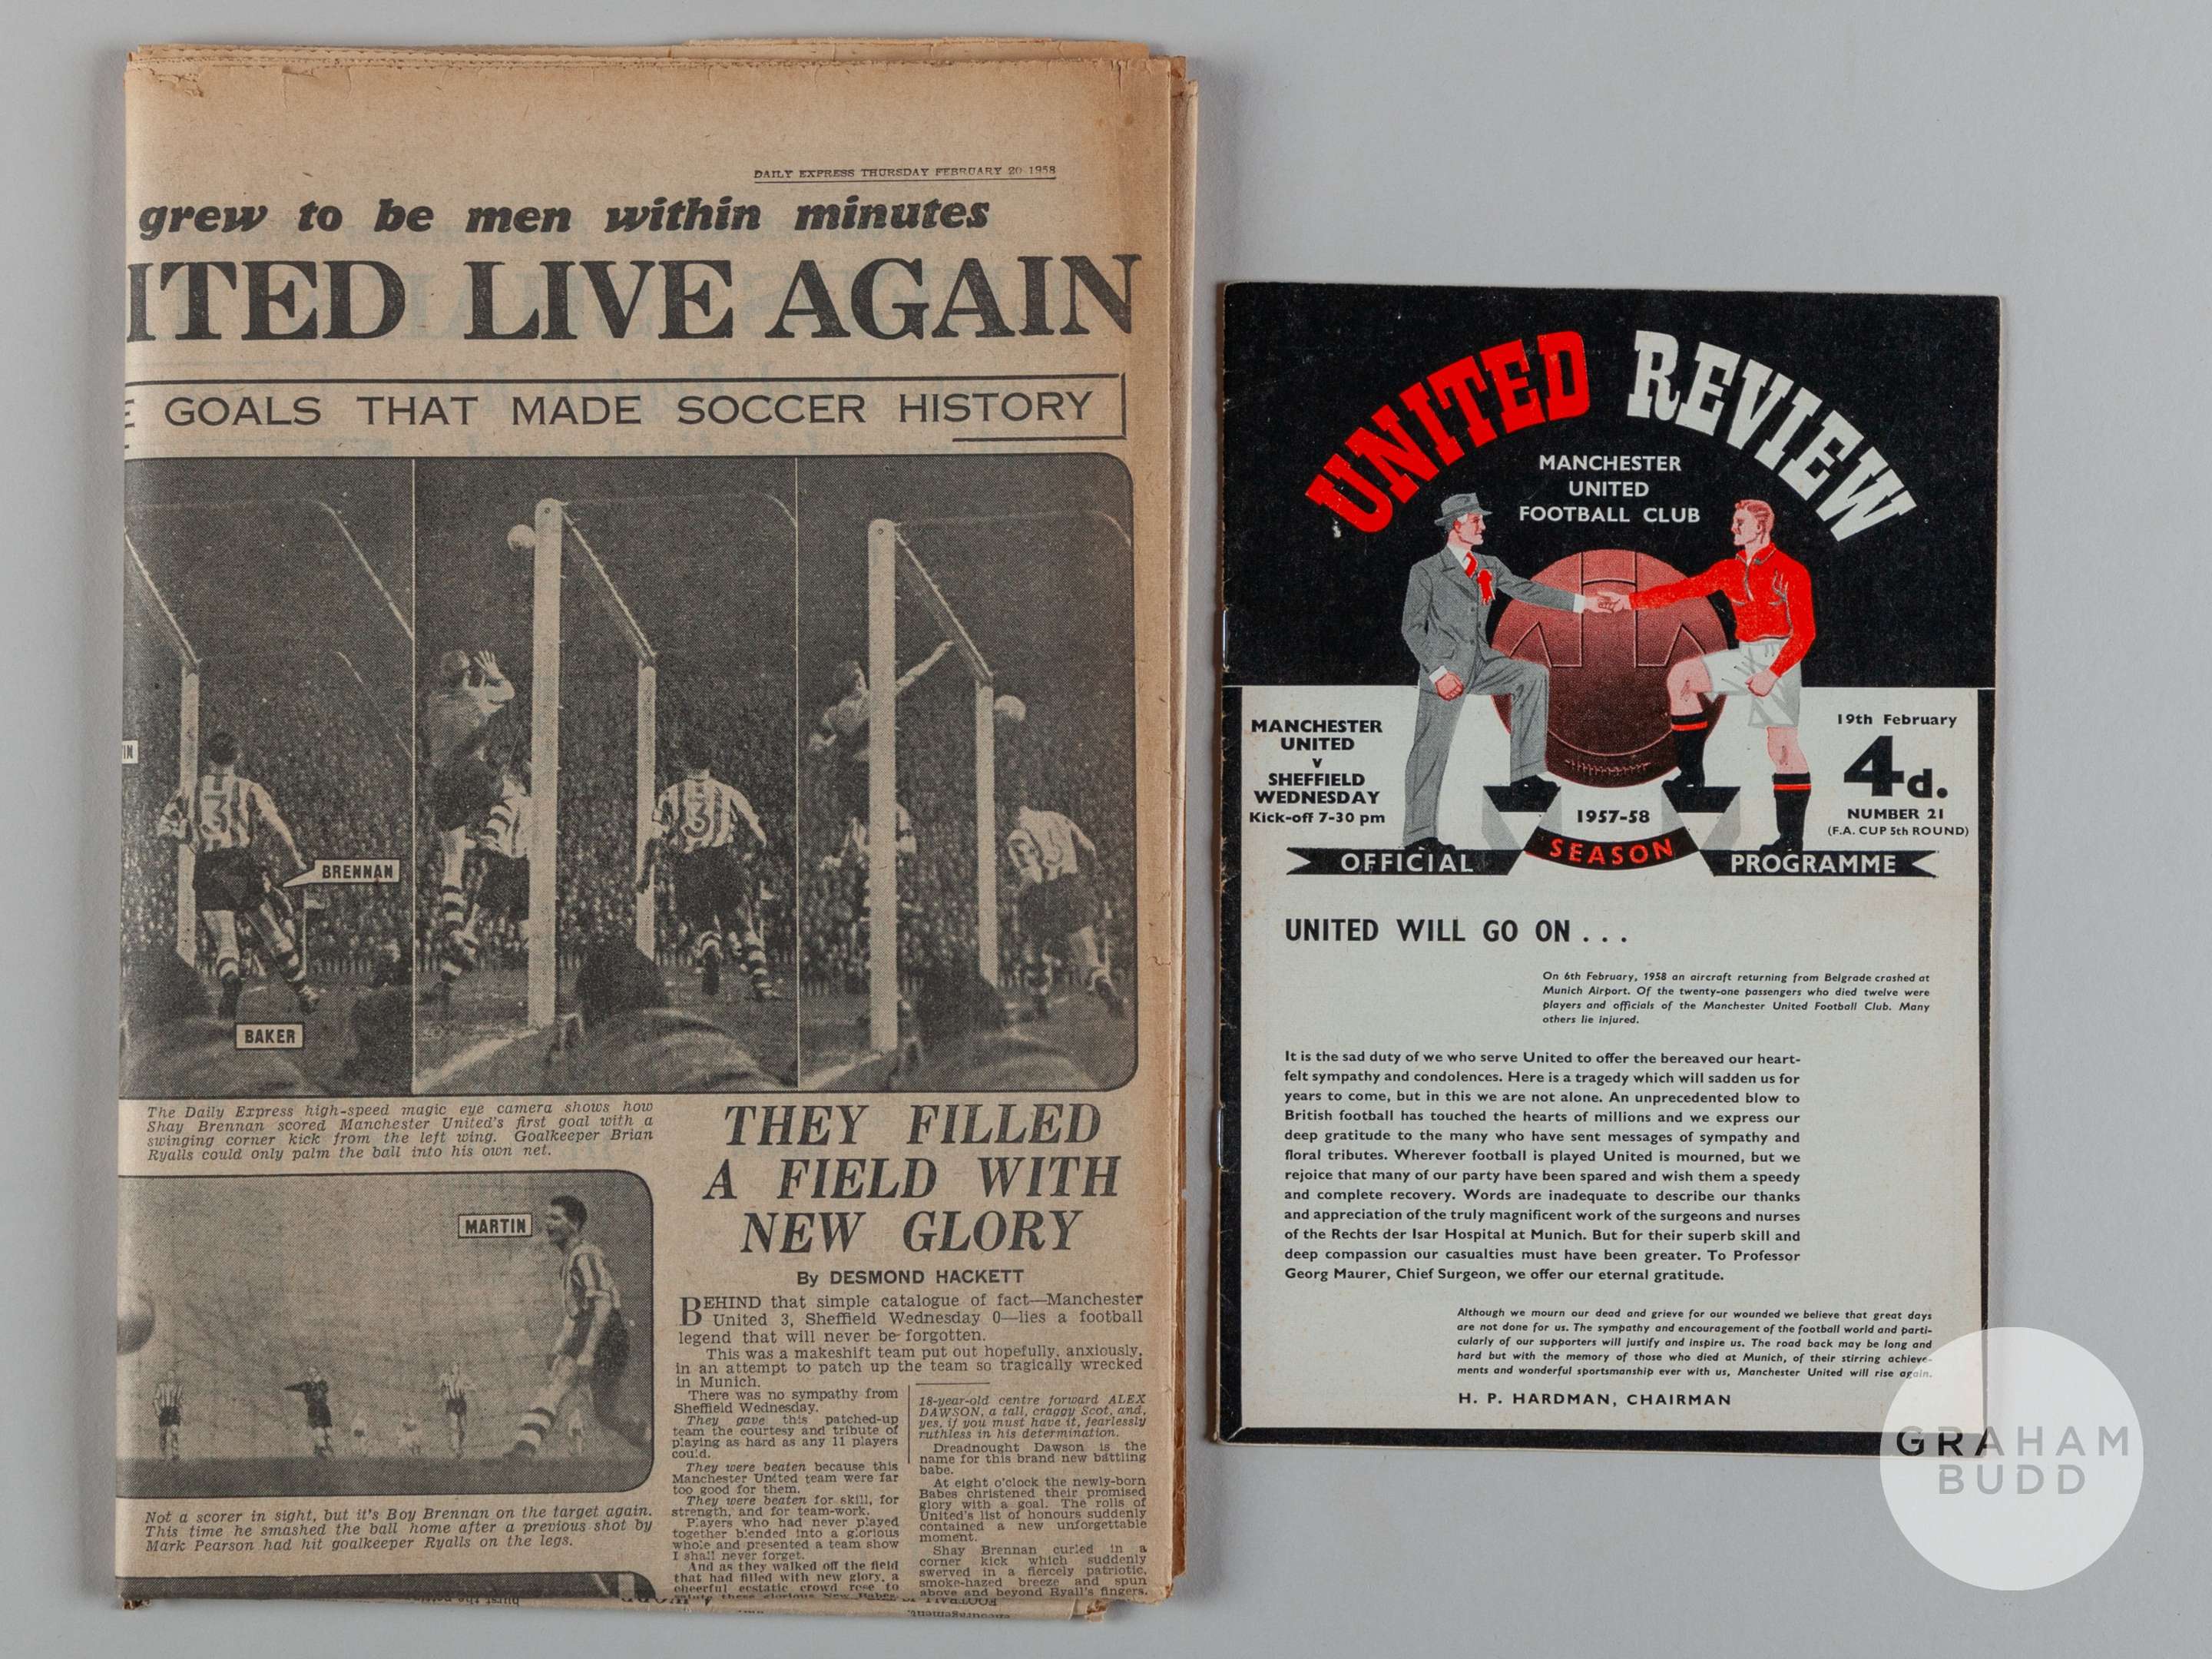 DAILY EXPRESS THURSDAY FEBRUARY 20 1958
grew to be men within minutes
ITED LIVE AGAIN
GOALS THAT MADE SOCCER HISTORY
IN
BRENNAN
BAKER
The Daily Express high-speed magic eye camera shows how
Shay Brennan scored Manchester United's first goal with a
swinging corner kick from the left wing. Goalkeeper Brian
Ryalls could only palm the ball into his own net.
MARTIN
Not a scorer in sight, but it's Boy Brennan on the target again.
This time he smashed the ball home after a previous shot by
Mark Pearson had hit goalkeeper Ryalls on the legs.
THEY FILLED
A FIELD WITH
NEW GLORY
By DESMOND HACKETT
BEHIND that simple catalogue of fact—Manchester
United 3, Sheffield Wednesday 0—lies a football
legend that will never be forgotten.
This was a makeshift team put out hopefully, anxiously,
in an attempt to patch up the team so tragically wrecked
in Munich.
There was no sympathy from
Sheffield Wednesday.
They gave this patched-up
team the courtesy and tribute of
playing as hard as any 11 players
could.
They were beaten because this
Manchester United team were far
too good for them.
They were beaten for skill, for
strength, and for team-work.
Players who had never played
together blended into a glorious
whole and presented a team show
I shall never forget.
And as they walked off the field
that had filled with new glory, a
cheerful ecstatic crowd rose to
these glorious New Babes.
18-year-old centre forward ALEX
DAWSON, a tall, craggy Scot, and,
yes, if you must have it, fearlessly
ruthless in his determination.
Dreadnought Dawson is the
name for this brand new battling
babe.
At eight o'clock the newly-born
Babes christened their promised
glory with a goal. The rolls of
United's list of honours suddenly
contained a new unforgettable
moment.
Shay Brennan curled in a
corner kick which suddenly
swerved in a fiercely patriotic,
smoke-hazed breeze and spun
above and beyond Ryall's fingers.
UNITED REVIEW
MANCHESTER
UNITED
FOOTBALL CLUB
MANCHESTER
UNITED
v
SHEFFIELD
WEDNESDAY
Kick-off 7-30 pm
19th February
4d.
NUMBER 21
(F.A. CUP 5th ROUND)
1957-58
OFFICIAL SEASON PROGRAMME
UNITED WILL GO ON . . .
On 6th February, 1958 an aircraft returning from Belgrade crashed at
Munich Airport. Of the twenty-one passengers who died twelve were
players and officials of the Manchester United Football Club. Many
others lie injured.
It is the sad duty of we who serve United to offer the bereaved our heart-
felt sympathy and condolences. Here is a tragedy which will sadden us for
years to come, but in this we are not alone. An unprecedented blow to
British football has touched the hearts of millions and we express our
deep gratitude to the many who have sent messages of sympathy and
floral tributes. Wherever football is played United is mourned, but we
rejoice that many of our party have been spared and wish them a speedy
and complete recovery. Words are inadequate to describe our thanks
and appreciation of the truly magnificent work of the surgeons and nurses
of the Rechts der Isar Hospital at Munich. But for their superb skill and
deep compassion our casualties must have been greater. To Professor
Georg Maurer, Chief Surgeon, we offer our eternal gratitude.
Although we mourn our dead and grieve for our wounded we believe that great days
are not done for us. The sympathy and encouragement of the football world and parti-
cularly of our supporters will justify and inspire us. The road back may be long and
hard but with the memory of those who died at Munich, of their stirring achieve-
ments and wonderful sportsmanship ever with us, Manchester United will rise again.
H. P. HARDMAN, CHAIRMAN
GRAHAM
BUDD